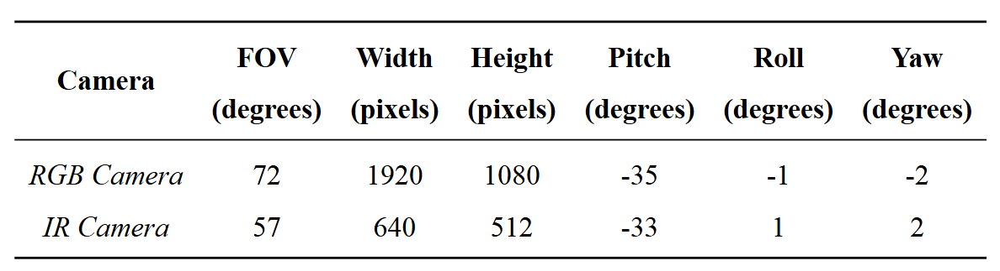 Camera FOV Width Height Pitch Roll Yaw
(degrees) (pixels) (pixels) (degrees) (degrees) (degrees)
RGB Camera 72 1920 1080 -35 -1 -2
IR Camera 57 640 512 -33 1 2